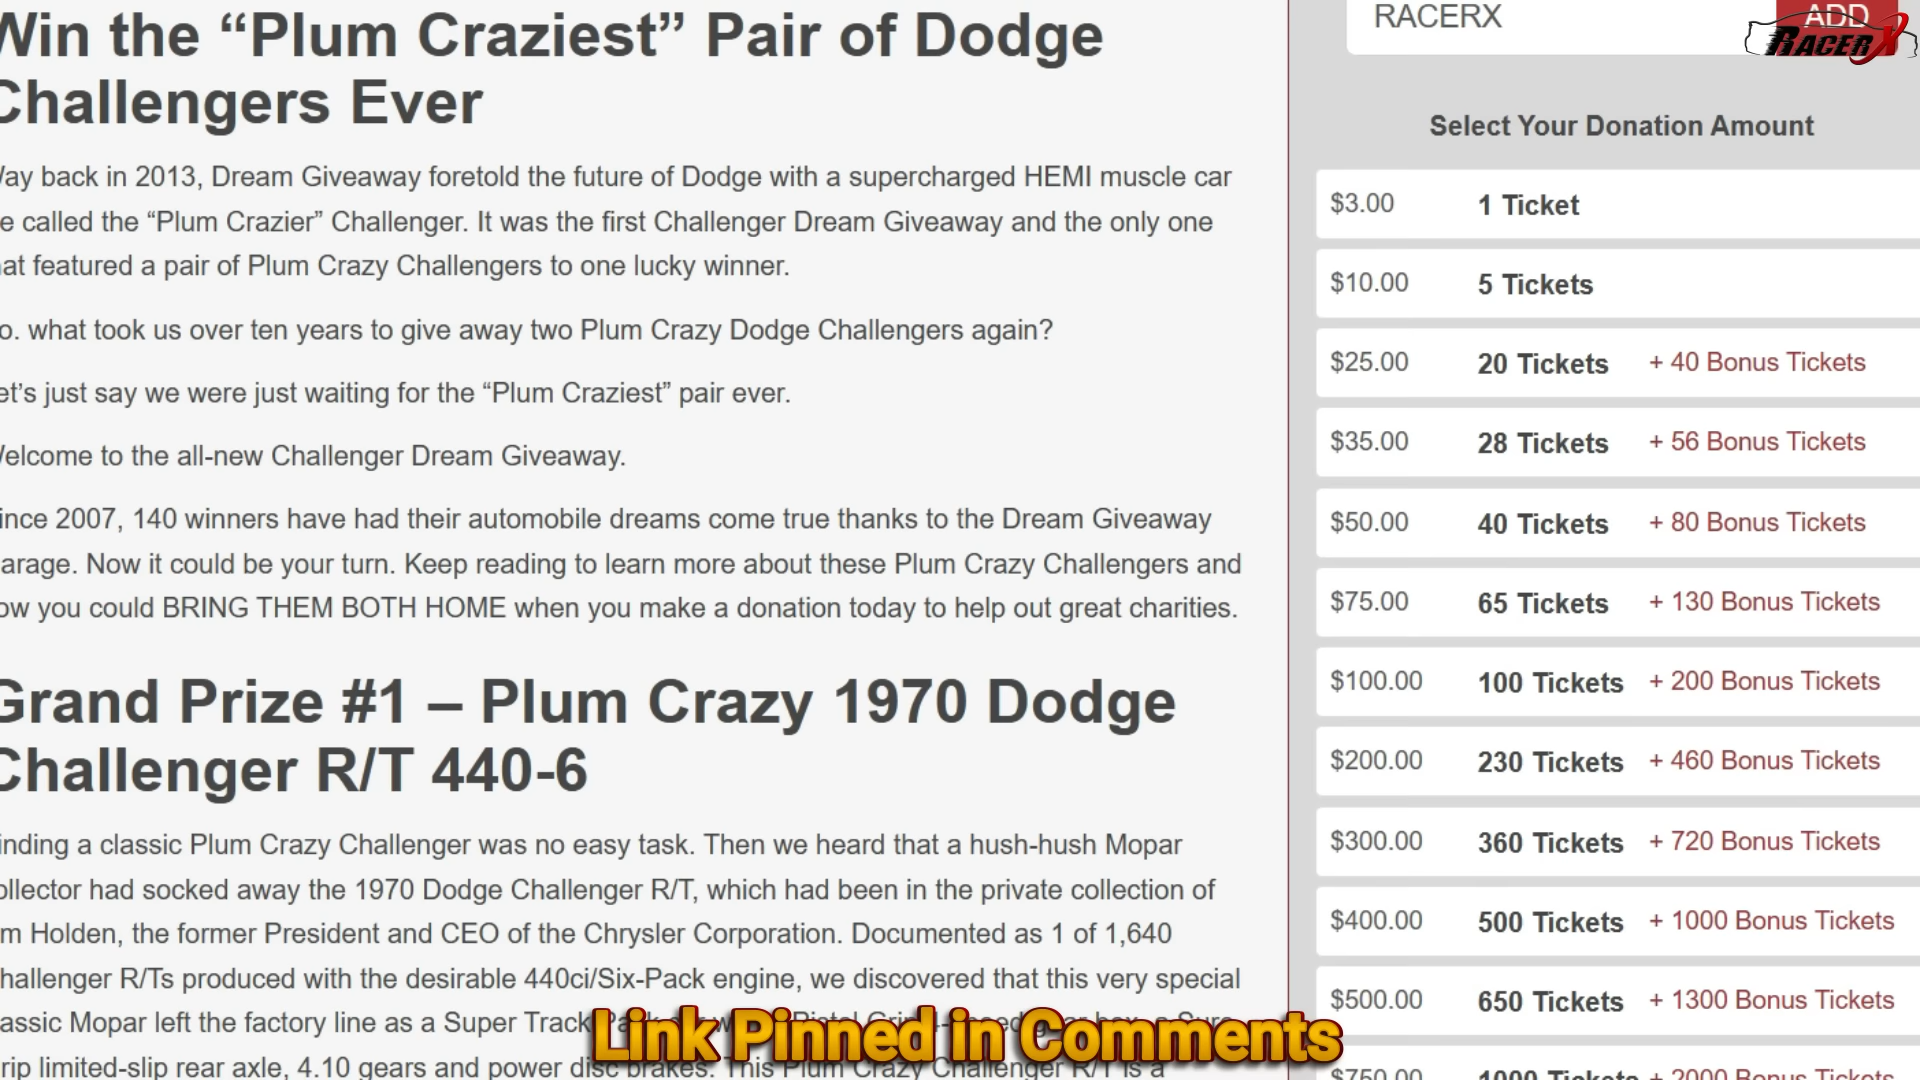 Win the “Plum Craziest” Pair of Dodge
Challengers Ever
ay back in 2013, Dream Giveaway foretold the future of Dodge with a supercharged HEMI muscle car
e called the “Plum Crazier” Challenger. It was the first Challenger Dream Giveaway and the only one
at featured a pair of Plum Crazy Challengers to one lucky winner.
o. what took us over ten years to give away two Plum Crazy Dodge Challengers again?
et’s just say we were just waiting for the “Plum Craziest” pair ever.
elcome to the all-new Challenger Dream Giveaway.
ince 2007, 140 winners have had their automobile dreams come true thanks to the Dream Giveaway
arage. Now it could be your turn. Keep reading to learn more about these Plum Crazy Challengers and
ow you could BRING THEM BOTH HOME when you make a donation today to help out great charities.
Grand Prize #1 – Plum Crazy 1970 Dodge
Challenger R/T 440-6
inding a classic Plum Crazy Challenger was no easy task. Then we heard that a hush-hush Mopar
ollector had socked away the 1970 Dodge Challenger R/T, which had been in the private collection of
m Holden, the former President and CEO of the Chrysler Corporation. Documented as 1 of 1,640
hallenger R/Ts produced with the desirable 440ci/Six-Pack engine, we discovered that this very special
assic Mopar left the factory line as a Super Track
rip limited-slip rear axle, 4.10 gears and power disc brakes. This Plum Crazy Challenger R/T is a
RACERX
ADD
RACERX
Select Your Donation Amount
$3.00 1 Ticket
$10.00 5 Tickets
$25.00 20 Tickets + 40 Bonus Tickets
$35.00 28 Tickets + 56 Bonus Tickets
$50.00 40 Tickets + 80 Bonus Tickets
$75.00 65 Tickets + 130 Bonus Tickets
$100.00 100 Tickets + 200 Bonus Tickets
$200.00 230 Tickets + 460 Bonus Tickets
$300.00 360 Tickets + 720 Bonus Tickets
$400.00 500 Tickets + 1000 Bonus Tickets
$500.00 650 Tickets + 1300 Bonus Tickets
$750.00 1000 Tickets + 2000 Bonus Tickets
Link Pinned in Comments